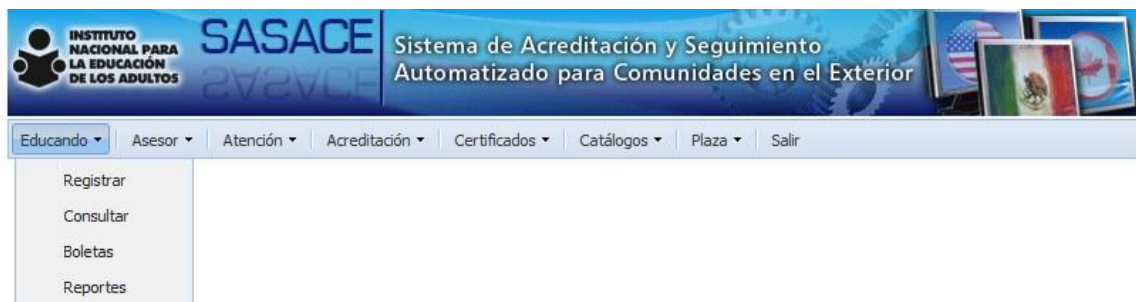 INSTITUTO
NACIONAL PARA
LA EDUCACIÓN
DE LOS ADULTOS
SASACE
Sistema de Acreditación y Seguimiento
Automatizado para Comunidades en el Exterior
Educando Asesor Atención Acreditación Certificados Catálogos Plaza Salir
Registrar
Consultar
Boletas
Reportes